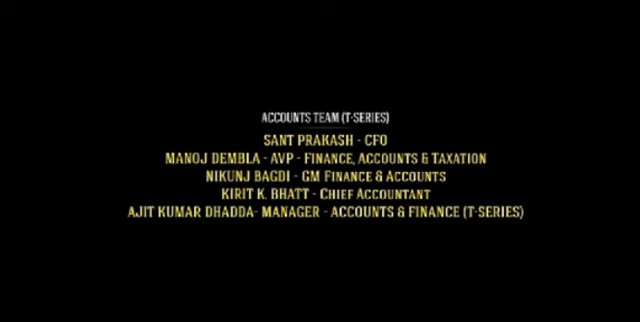 ACCOUNTS TEAM (T-SERIES)
SANT PRAKASH - CFO
MANOJ DEMBLA - AVP - FINANCE, ACCOUNTS & TAXATION
NIKUNJ BAGDI - GM FINANCE & ACCOUNTS
KIRIT K. BHATT - CHIEF ACCOUNTANT
AJIT KUMAR DHADDA- MANAGER - ACCOUNTS & FINANCE (T-SERIES)